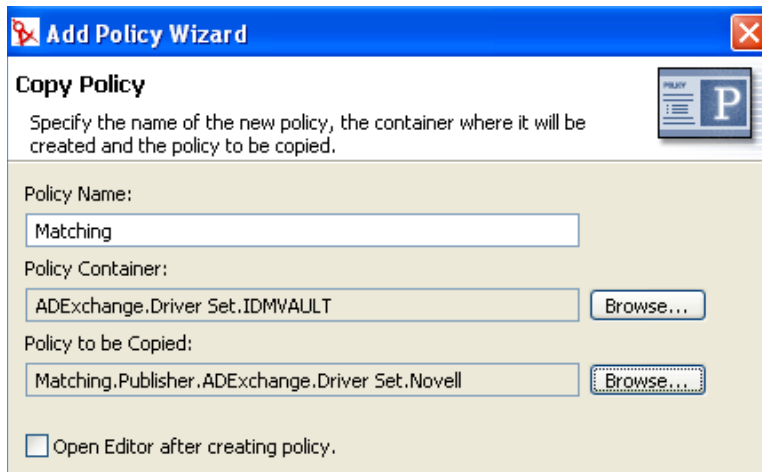 Add Policy Wizard
Copy Policy
Specify the name of the new policy, the container where it will be
created and the policy to be copied.
POLICY
P
Policy Name:
Matching
Policy Container:
ADExchange.Driver Set.IDMVAULT
Browse...
Policy to be Copied:
Matching.Publisher.ADExchange.Driver Set.Novell
Browse...
Open Editor after creating policy.